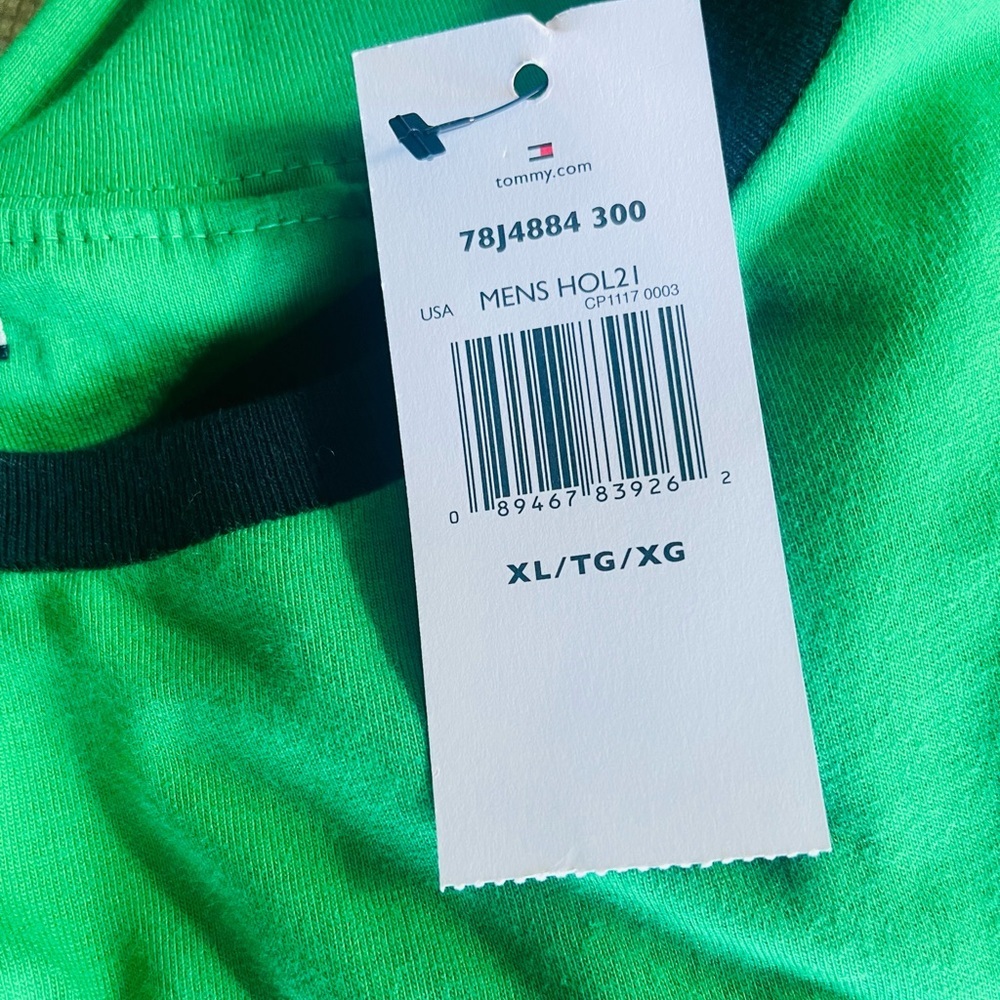 tommy.com
78J4884 300
MENS HOL21
USA CP1117 0003
0 89467 83926 2
XL/TG/XG